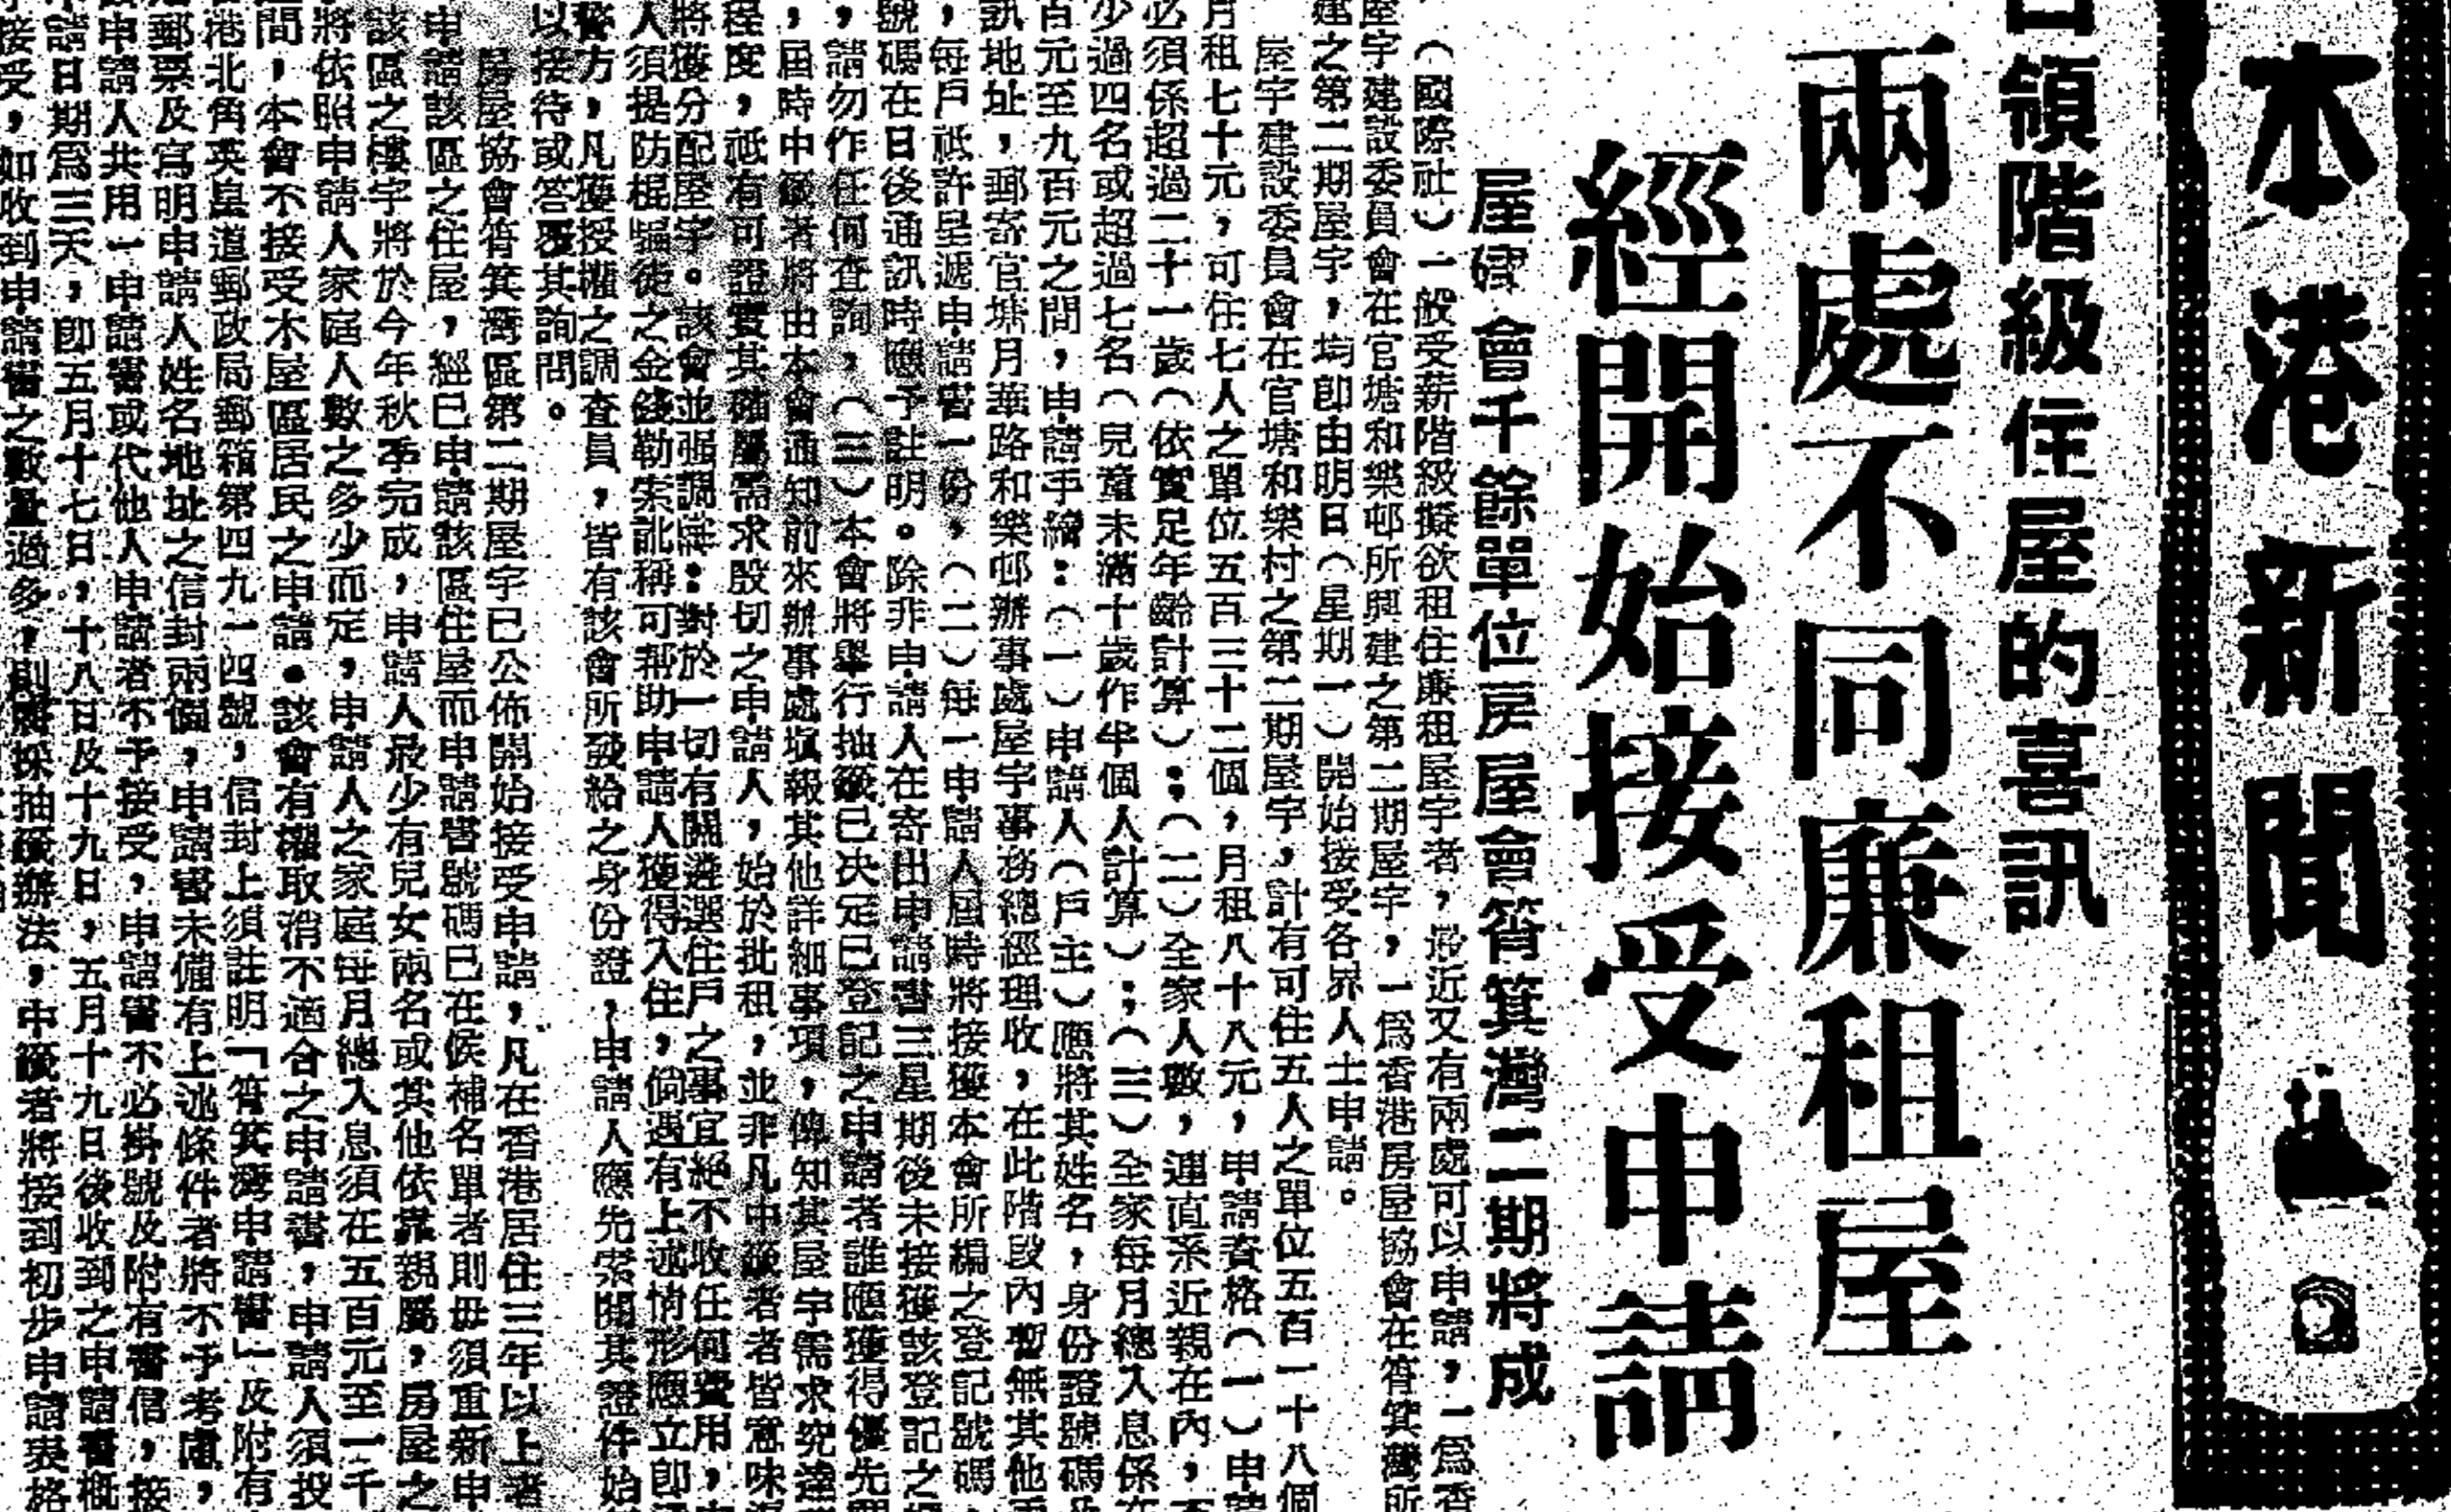 本港新聞
領階級住屋的喜訊
兩處不同廉租屋
經開始接受申請
屋建會千餘單位房屋會筲箕灣二期將成
（國際社）一般受薪階級擬欲租住廉租屋宇者，最近又有兩處可以申請，一爲香
屋宇建設委員會在官塘和樂邨所興建之第二期屋宇，一爲香港房屋協會在筲箕灣所
建之第二期屋宇，均卽由明日（星期一）開始接受各界人士申請。
屋宇建設委員會在官塘和樂村之第二期屋宇，計有可住五人之單位五百一十八個
月租七十元，可住七人之單位五百三十二個，月租八十八元，申請資格（一）申請
必須係超過二十一歲（依實足年齡計算）；（二）全家人數，連直系近親在內，不
少過四名或超過七名（兒童未滿十歲作半個人計算）；（三）全家每月總入息係在
百元至九百元之間，申請手續：（一）申請人（戶主）應將其姓名，身份證號碼及
訊地址，郵寄官塘月華路和樂邨辦事處屋宇事務總經理收，在此階段內暫無其他手
，每戶祇許呈遞申請書一份，（二）每一申請人屆時將接獲本會所編之登記號碼，
號碼在日後通訊時應予註明。除非申請人在寄出申請書三星期後未接獲該登記之
，請勿作任何查詢，（三）本會將舉行抽籤已決定已登記之申請者誰應獲得優先
，屆時中籤者將由本會通知前來辦事處填報其他詳細事項，俾知其屋宇需求究達
程度，祇有可證實其確屬需求殷切之申請人，始於批租，並非凡中籤者者皆意味
將獲分配屋宇。該會並强調謂：對於一切有關遴選住戶之事宜絕不收任何費用，
人須提防棍騙徒之金錢勒索訛稱可帮助申請人獲得入住，倘遇有上述情形應立卽
警方，凡獲授權之調查員，皆有該會所發給之身份證，申請人應先索閱其證件始
以接待或答覆其詢問。
房屋協會筲箕灣區第二期屋宇已公佈開始接受申請，凡在香港居住三年以上者
申請該區之住屋，經已申請該區住屋而申請書號碼已在候補名單者則毋須重新申
該區之樓宇將於今年秋季完成，申請人最少有兒女兩名或其他依靠親屬，房屋之
將依照申請人家庭人數之多少而定，申請人之家庭每月總入息須在五百元至一千
間，本會不接受木屋區居民之申請。該會有權取消不適合之申請書，申請人須投
港北角英皇道郵政局郵箱第四九一四號，信封上須註明「筲箕灣申請書」及附有
郵票及寫明申請人姓名地址之信封兩個，申請書未備有上述條件者將不予考慮，
申請人共用一申請書或代他人申請者不予接受，申請書不必掛號及附有書信，接
請日期爲三天，卽五月十七日，十八日及十九日，五月十九日後收到之申請書概
接受，如收到申請書之數量過多，則將採抽籤辦法，中籤者將接到初步申請表格